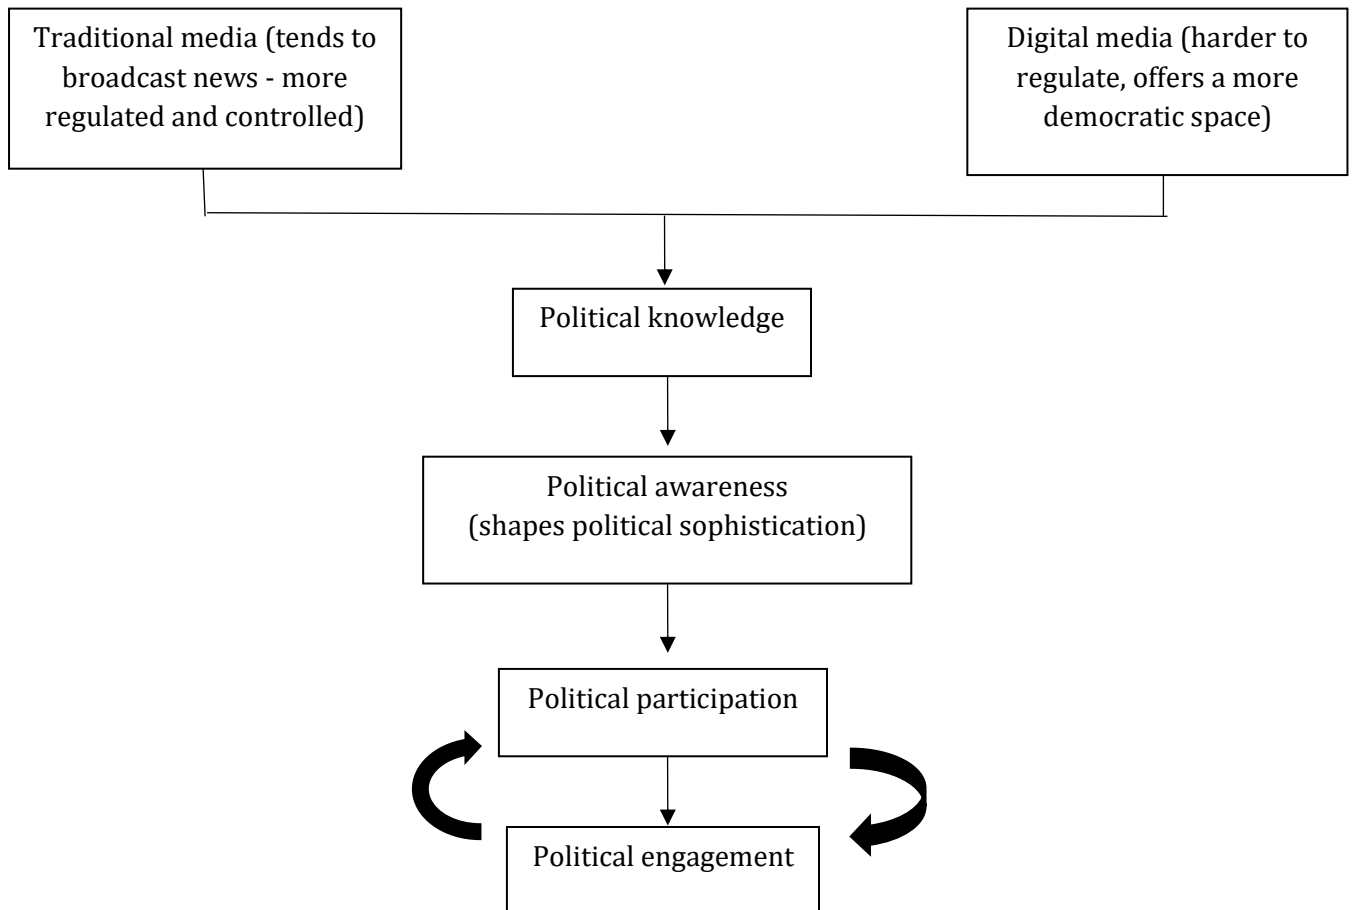 Traditional media (tends to
broadcast news - more
regulated and controlled)
Digital media (harder to
regulate, offers a more
democratic space)
Political knowledge
Political awareness
(shapes political sophistication)
Political participation
Political engagement